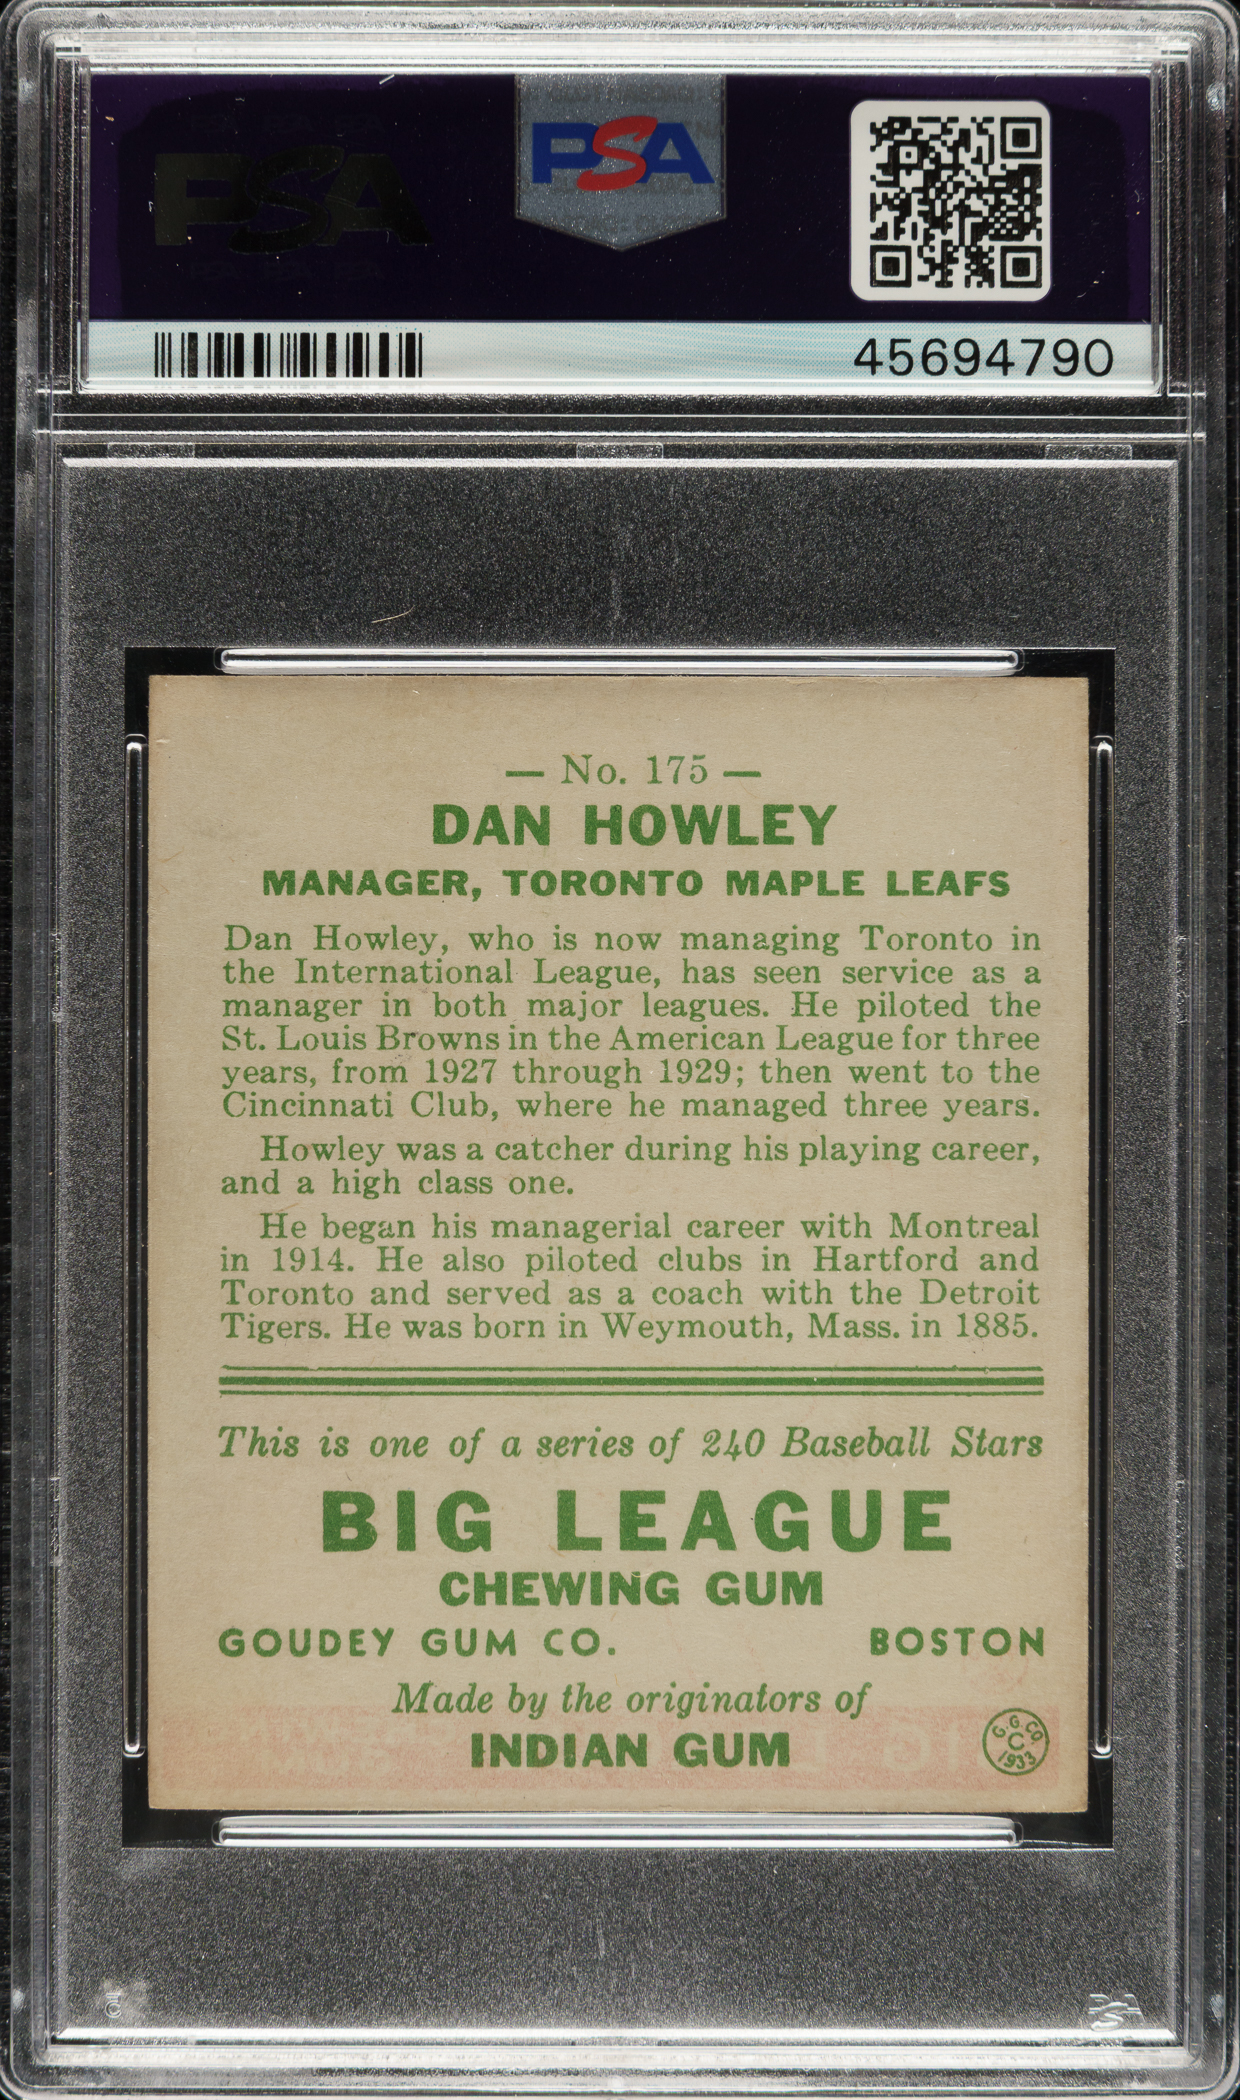 PSA
PSA
45694790
— No. 175 —
DAN HOWLEY
MANAGER, TORONTO MAPLE LEAFS
Dan Howley, who is now managing Toronto in
the International League, has seen service as a
manager in both major leagues. He piloted the
St. Louis Browns in the American League for three
years, from 1927 through 1929; then went to the
Cincinnati Club, where he managed three years.
Howley was a catcher during his playing career,
and a high class one.
He began his managerial career with Montreal
in 1914. He also piloted clubs in Hartford and
Toronto and served as a coach with the Detroit
Tigers. He was born in Weymouth, Mass. in 1885.
This is one of a series of 240 Baseball Stars
BIG LEAGUE
CHEWING GUM
GOUDEY GUM CO. BOSTON
Made by the originators of
INDIAN GUM
G.G.CO.
C
1933